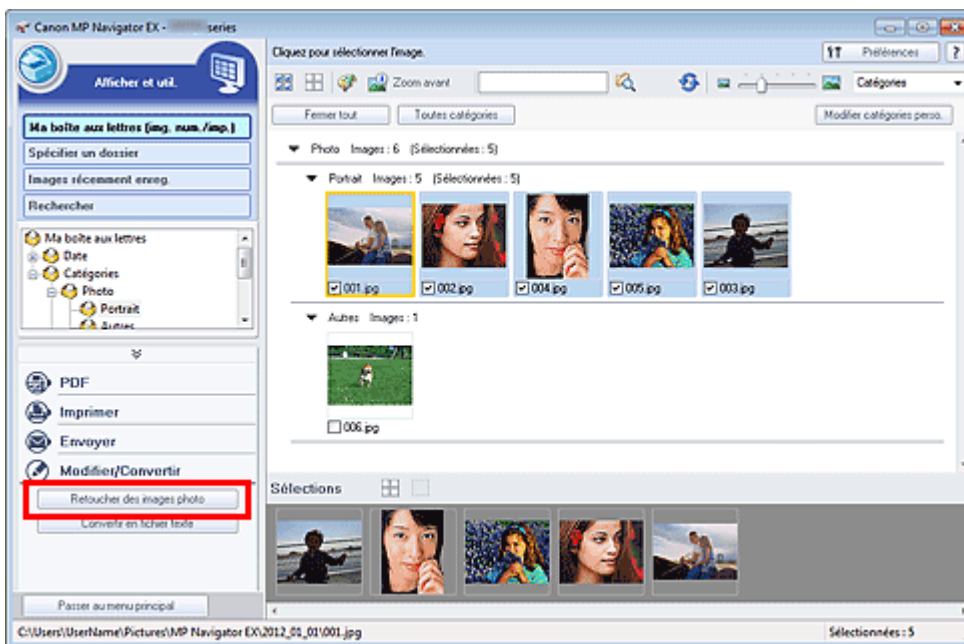 Canon MP Navigator EX - series
Afficher et util.
Cliquez pour sélectionner l'image.
Préférences
?
Zoom avant
Catégories
Fermer tout
Toutes catégories
Modifier catégories perso.
Ma boîte aux lettres (img. num./imp.)
Spécifier un dossier
Images récemment enreg.
Rechercher
Ma boîte aux lettres
Date
Catégories
Photo
Portrait
Autres
PDF
Imprimer
Envoyer
Modifier/Convertir
Retoucher des images photo
Convertir en fichier texte
Passer au menu principal
Photo Images : 6 (Sélectionnées : 5)
Portrait Images : 5 (Sélectionnées : 5)
001.jpg
002.jpg
004.jpg
005.jpg
003.jpg
Autres Images : 1
006.jpg
Sélections
C:\Users\UserName\Pictures\MP Navigator EX\2012_01_01\001.jpg
Sélectionnées : 5